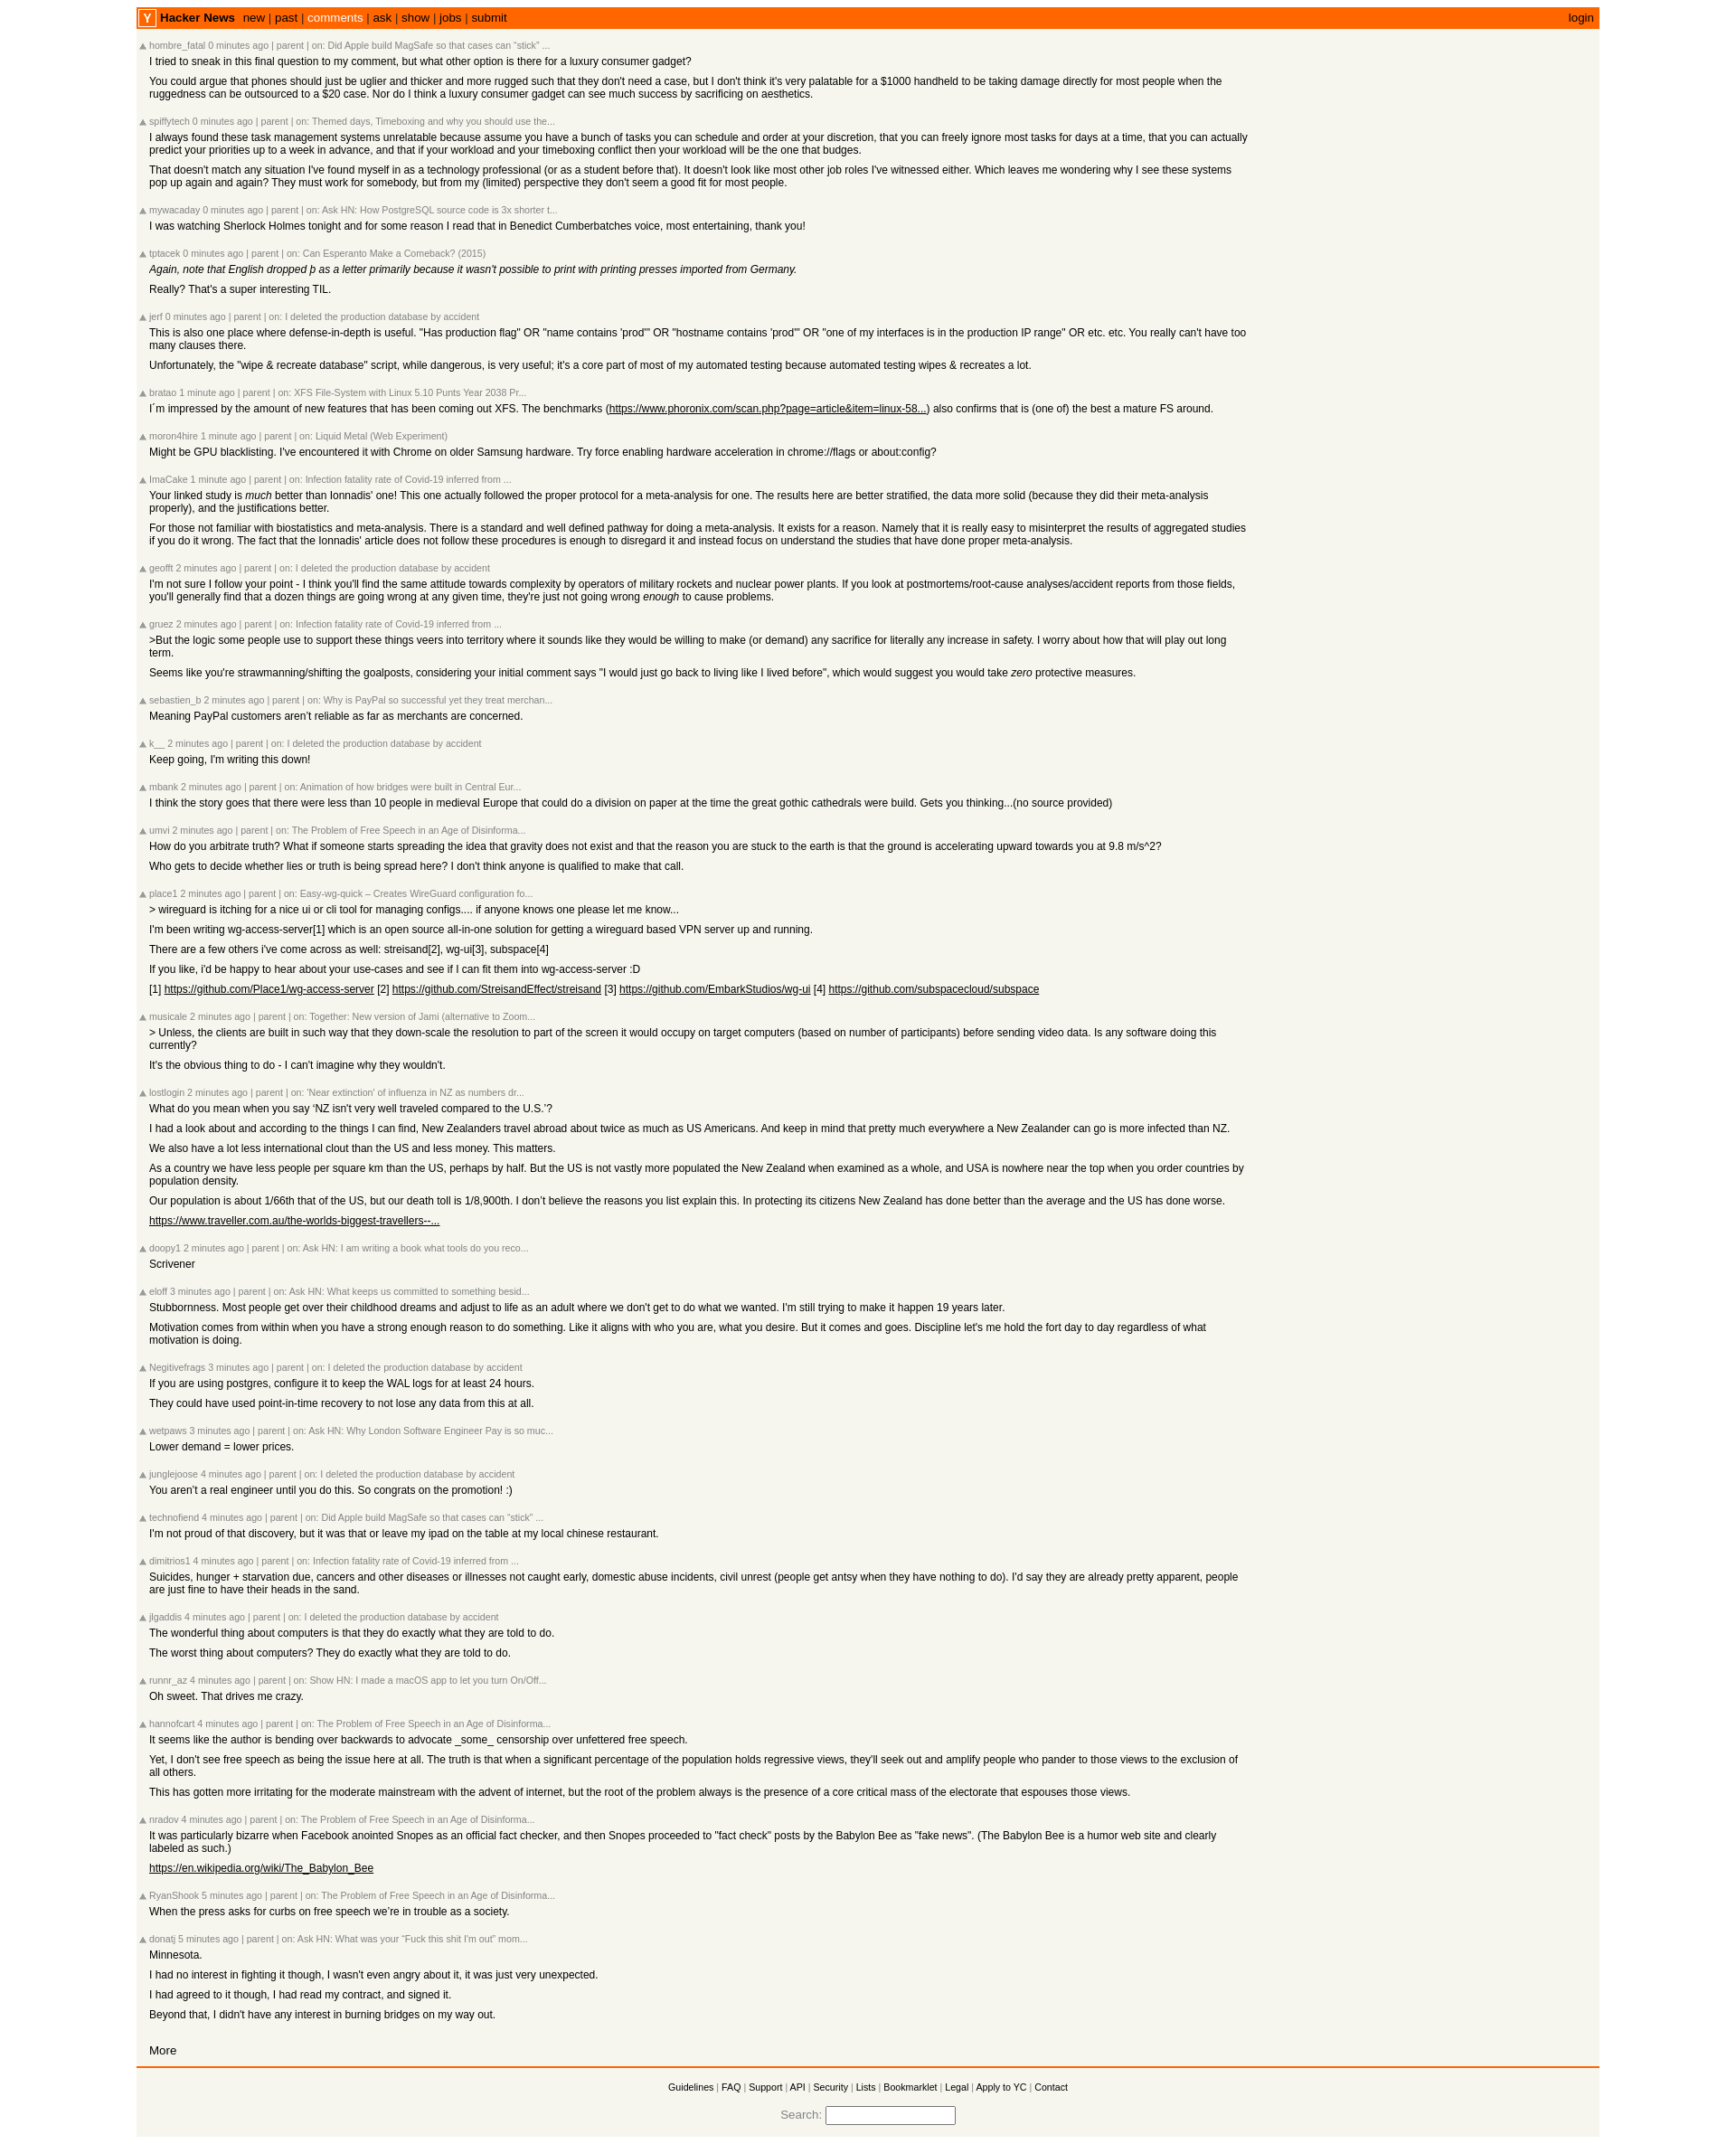 Y Hacker News new | past | comments | ask | show | jobs | submit login
hombre_fatal 0 minutes ago | parent | on: Did Apple build MagSafe so that cases can “stick” ...
I tried to sneak in this final question to my comment, but what other option is there for a luxury consumer gadget?
You could argue that phones should just be uglier and thicker and more rugged such that they don't need a case, but I don't think it's very palatable for a $1000 handheld to be taking damage directly for most people when the
ruggedness can be outsourced to a $20 case. Nor do I think a luxury consumer gadget can see much success by sacrificing on aesthetics.
spiffytech 0 minutes ago | parent | on: Themed days, Timeboxing and why you should use the...
I always found these task management systems unrelatable because assume you have a bunch of tasks you can schedule and order at your discretion, that you can freely ignore most tasks for days at a time, that you can actually
predict your priorities up to a week in advance, and that if your workload and your timeboxing conflict then your workload will be the one that budges.
That doesn't match any situation I've found myself in as a technology professional (or as a student before that). It doesn't look like most other job roles I've witnessed either. Which leaves me wondering why I see these systems
pop up again and again? They must work for somebody, but from my (limited) perspective they don't seem a good fit for most people.
mywacaday 0 minutes ago | parent | on: Ask HN: How PostgreSQL source code is 3x shorter t...
I was watching Sherlock Holmes tonight and for some reason I read that in Benedict Cumberbatches voice, most entertaining, thank you!
tptacek 0 minutes ago | parent | on: Can Esperanto Make a Comeback? (2015)
Again, note that English dropped þ as a letter primarily because it wasn't possible to print with printing presses imported from Germany.
Really? That's a super interesting TIL.
jerf 0 minutes ago | parent | on: I deleted the production database by accident
This is also one place where defense-in-depth is useful. "Has production flag" OR "name contains 'prod'" OR "hostname contains 'prod'" OR "one of my interfaces is in the production IP range" OR etc. etc. You really can't have too
many clauses there.
Unfortunately, the "wipe & recreate database" script, while dangerous, is very useful; it's a core part of most of my automated testing because automated testing wipes & recreates a lot.
bratao 1 minute ago | parent | on: XFS File-System with Linux 5.10 Punts Year 2038 Pr...
I´m impressed by the amount of new features that has been coming out XFS. The benchmarks (https://www.phoronix.com/scan.php?page=article&item=linux-58...) also confirms that is (one of) the best a mature FS around.
moron4hire 1 minute ago | parent | on: Liquid Metal (Web Experiment)
Might be GPU blacklisting. I've encountered it with Chrome on older Samsung hardware. Try force enabling hardware acceleration in chrome://flags or about:config?
ImaCake 1 minute ago | parent | on: Infection fatality rate of Covid-19 inferred from ...
Your linked study is much better than Ionnadis' one! This one actually followed the proper protocol for a meta-analysis for one. The results here are better stratified, the data more solid (because they did their meta-analysis
properly), and the justifications better.
For those not familiar with biostatistics and meta-analysis. There is a standard and well defined pathway for doing a meta-analysis. It exists for a reason. Namely that it is really easy to misinterpret the results of aggregated studies
if you do it wrong. The fact that the Ionnadis' article does not follow these procedures is enough to disregard it and instead focus on understand the studies that have done proper meta-analysis.
geofft 2 minutes ago | parent | on: I deleted the production database by accident
I'm not sure I follow your point - I think you'll find the same attitude towards complexity by operators of military rockets and nuclear power plants. If you look at postmortems/root-cause analyses/accident reports from those fields,
you'll generally find that a dozen things are going wrong at any given time, they're just not going wrong enough to cause problems.
gruez 2 minutes ago | parent | on: Infection fatality rate of Covid-19 inferred from ...
>But the logic some people use to support these things veers into territory where it sounds like they would be willing to make (or demand) any sacrifice for literally any increase in safety. I worry about how that will play out long
term.
Seems like you're strawmanning/shifting the goalposts, considering your initial comment says "I would just go back to living like I lived before", which would suggest you would take zero protective measures.
sebastien_b 2 minutes ago | parent | on: Why is PayPal so successful yet they treat merchan...
Meaning PayPal customers aren’t reliable as far as merchants are concerned.
k__ 2 minutes ago | parent | on: I deleted the production database by accident
Keep going, I'm writing this down!
mbank 2 minutes ago | parent | on: Animation of how bridges were built in Central Eur...
I think the story goes that there were less than 10 people in medieval Europe that could do a division on paper at the time the great gothic cathedrals were build. Gets you thinking...(no source provided)
umvi 2 minutes ago | parent | on: The Problem of Free Speech in an Age of Disinforma...
How do you arbitrate truth? What if someone starts spreading the idea that gravity does not exist and that the reason you are stuck to the earth is that the ground is accelerating upward towards you at 9.8 m/s^2?
Who gets to decide whether lies or truth is being spread here? I don't think anyone is qualified to make that call.
place1 2 minutes ago | parent | on: Easy-wg-quick – Creates WireGuard configuration fo...
> wireguard is itching for a nice ui or cli tool for managing configs.... if anyone knows one please let me know...
I'm been writing wg-access-server[1] which is an open source all-in-one solution for getting a wireguard based VPN server up and running.
There are a few others i've come across as well: streisand[2], wg-ui[3], subspace[4]
If you like, i'd be happy to hear about your use-cases and see if I can fit them into wg-access-server :D
[1] https://github.com/Place1/wg-access-server [2] https://github.com/StreisandEffect/streisand [3] https://github.com/EmbarkStudios/wg-ui [4] https://github.com/subspacecloud/subspace
musicale 2 minutes ago | parent | on: Together: New version of Jami (alternative to Zoom...
> Unless, the clients are built in such way that they down-scale the resolution to part of the screen it would occupy on target computers (based on number of participants) before sending video data. Is any software doing this
currently?
It's the obvious thing to do - I can't imagine why they wouldn't.
lostlogin 2 minutes ago | parent | on: 'Near extinction' of influenza in NZ as numbers dr...
What do you mean when you say ‘NZ isn't very well traveled compared to the U.S.’?
I had a look about and according to the things I can find, New Zealanders travel abroad about twice as much as US Americans. And keep in mind that pretty much everywhere a New Zealander can go is more infected than NZ.
We also have a lot less international clout than the US and less money. This matters.
As a country we have less people per square km than the US, perhaps by half. But the US is not vastly more populated the New Zealand when examined as a whole, and USA is nowhere near the top when you order countries by
population density.
Our population is about 1/66th that of the US, but our death toll is 1/8,900th. I don’t believe the reasons you list explain this. In protecting its citizens New Zealand has done better than the average and the US has done worse.
https://www.traveller.com.au/the-worlds-biggest-travellers--...
doopy1 2 minutes ago | parent | on: Ask HN: I am writing a book what tools do you reco...
Scrivener
eloff 3 minutes ago | parent | on: Ask HN: What keeps us committed to something besid...
Stubbornness. Most people get over their childhood dreams and adjust to life as an adult where we don't get to do what we wanted. I'm still trying to make it happen 19 years later.
Motivation comes from within when you have a strong enough reason to do something. Like it aligns with who you are, what you desire. But it comes and goes. Discipline let's me hold the fort day to day regardless of what
motivation is doing.
Negitivefrags 3 minutes ago | parent | on: I deleted the production database by accident
If you are using postgres, configure it to keep the WAL logs for at least 24 hours.
They could have used point-in-time recovery to not lose any data from this at all.
wetpaws 3 minutes ago | parent | on: Ask HN: Why London Software Engineer Pay is so muc...
Lower demand = lower prices.
junglejoose 4 minutes ago | parent | on: I deleted the production database by accident
You aren’t a real engineer until you do this. So congrats on the promotion! :)
technofiend 4 minutes ago | parent | on: Did Apple build MagSafe so that cases can “stick” ...
I'm not proud of that discovery, but it was that or leave my ipad on the table at my local chinese restaurant.
dimitrios1 4 minutes ago | parent | on: Infection fatality rate of Covid-19 inferred from ...
Suicides, hunger + starvation due, cancers and other diseases or illnesses not caught early, domestic abuse incidents, civil unrest (people get antsy when they have nothing to do). I'd say they are already pretty apparent, people
are just fine to have their heads in the sand.
jlgaddis 4 minutes ago | parent | on: I deleted the production database by accident
The wonderful thing about computers is that they do exactly what they are told to do.
The worst thing about computers? They do exactly what they are told to do.
runnr_az 4 minutes ago | parent | on: Show HN: I made a macOS app to let you turn On/Off...
Oh sweet. That drives me crazy.
hannofcart 4 minutes ago | parent | on: The Problem of Free Speech in an Age of Disinforma...
It seems like the author is bending over backwards to advocate _some_ censorship over unfettered free speech.
Yet, I don't see free speech as being the issue here at all. The truth is that when a significant percentage of the population holds regressive views, they'll seek out and amplify people who pander to those views to the exclusion of
all others.
This has gotten more irritating for the moderate mainstream with the advent of internet, but the root of the problem always is the presence of a core critical mass of the electorate that espouses those views.
nradov 4 minutes ago | parent | on: The Problem of Free Speech in an Age of Disinforma...
It was particularly bizarre when Facebook anointed Snopes as an official fact checker, and then Snopes proceeded to "fact check" posts by the Babylon Bee as "fake news". (The Babylon Bee is a humor web site and clearly
labeled as such.)
https://en.wikipedia.org/wiki/The_Babylon_Bee
RyanShook 5 minutes ago | parent | on: The Problem of Free Speech in an Age of Disinforma...
When the press asks for curbs on free speech we’re in trouble as a society.
donatj 5 minutes ago | parent | on: Ask HN: What was your “Fuck this shit I'm out” mom...
Minnesota.
I had no interest in fighting it though, I wasn't even angry about it, it was just very unexpected.
I had agreed to it though, I had read my contract, and signed it.
Beyond that, I didn't have any interest in burning bridges on my way out.
More
Guidelines | FAQ | Support | API | Security | Lists | Bookmarklet | Legal | Apply to YC | Contact
Search: